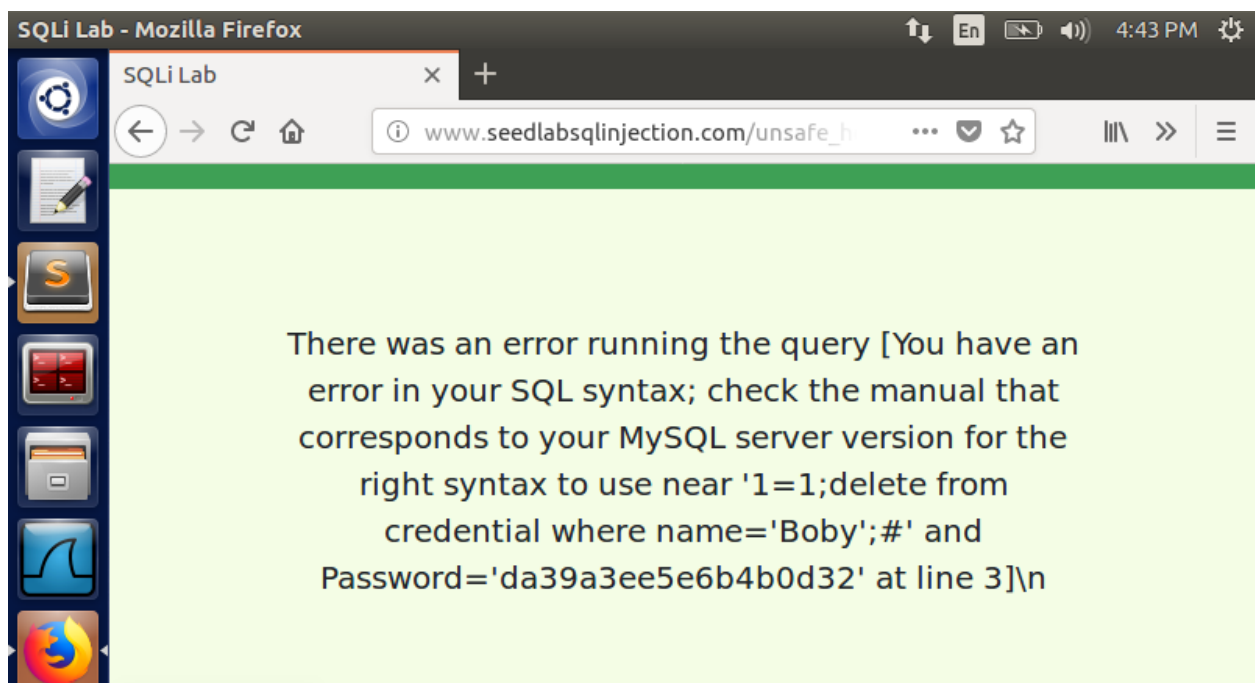 SQLi Lab - Mozilla Firefox
En
4:43 PM
SQLi Lab
www.seedlabsqlinjection.com/unsafe_h
There was an error running the query [You have an
error in your SQL syntax; check the manual that
corresponds to your MySQL server version for the
right syntax to use near '1=1;delete from
credential where name='Boby';#' and
Password='da39a3ee5e6b4b0d32' at line 3]\n